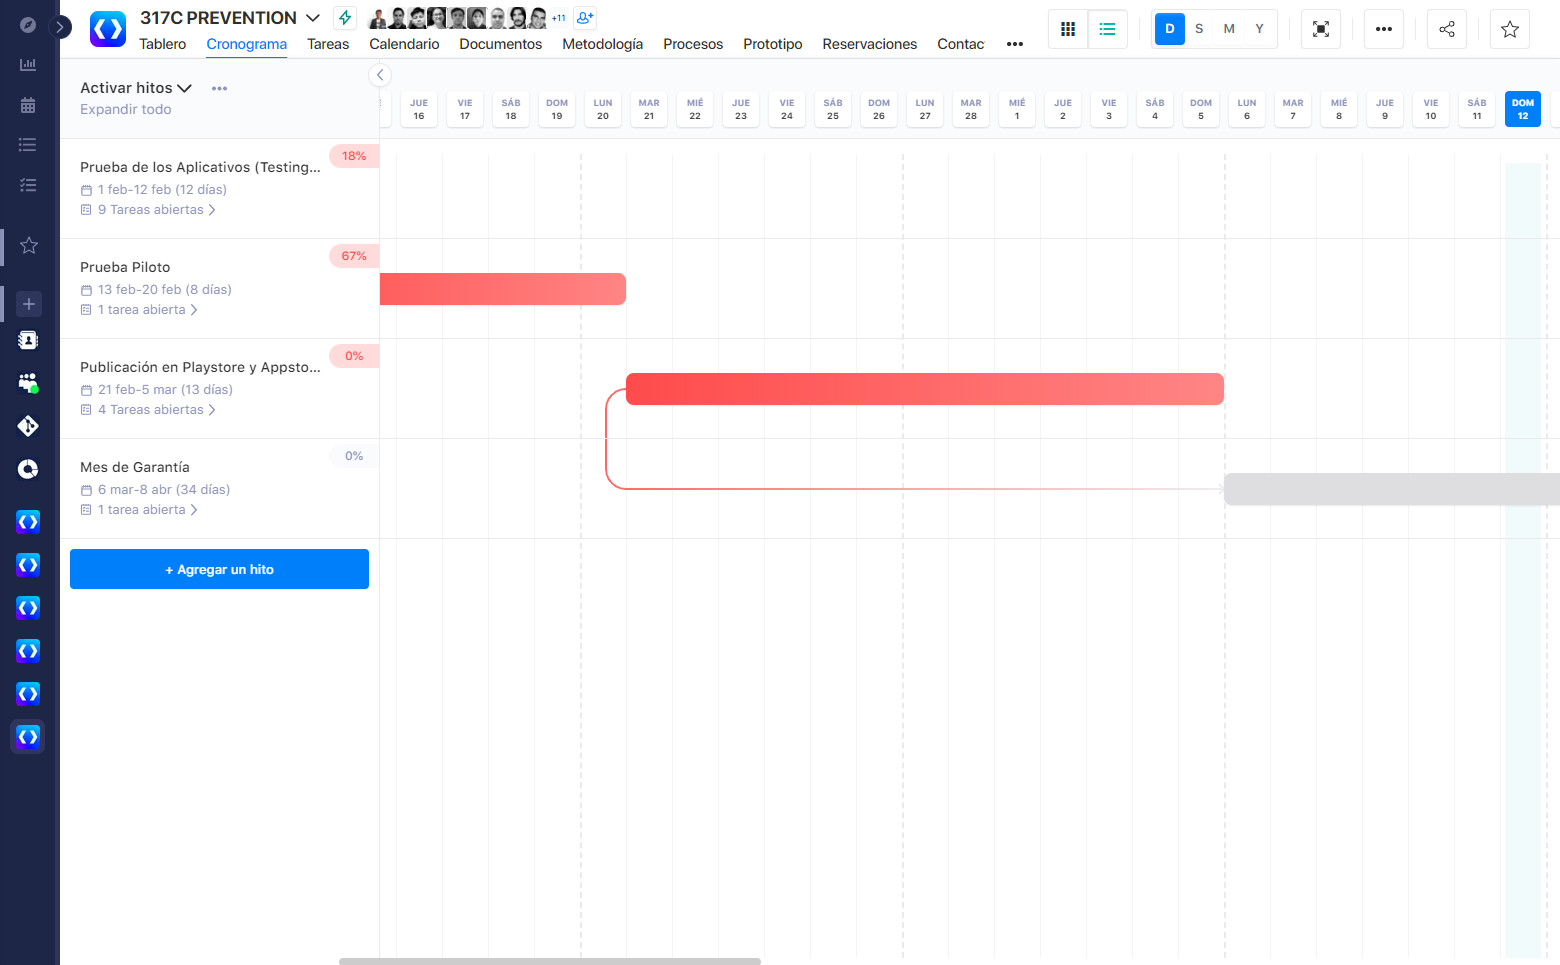 317C PREVENTION
+11
Tablero Cronograma Tareas Calendario Documentos Metodología Procesos Prototipo Reservaciones Contac
D S M Y
Activar hitos
Expandir todo
JUE 16 VIE 17 SÁB 18 DOM 19 LUN 20 MAR 21 MIÉ 22 JUE 23 VIE 24 SÁB 25 DOM 26 LUN 27 MAR 28 MIÉ 1 JUE 2 VIE 3 SÁB 4 DOM 5 LUN 6 MAR 7 MIÉ 8 JUE 9 VIE 10 SÁB 11 DOM 12
18%
Prueba de los Aplicativos (Testing...
1 feb-12 feb (12 días)
9 Tareas abiertas
67%
Prueba Piloto
13 feb-20 feb (8 días)
1 tarea abierta
0%
Publicación en Playstore y Appsto...
21 feb-5 mar (13 días)
4 Tareas abiertas
0%
Mes de Garantía
6 mar-8 abr (34 días)
1 tarea abierta
+ Agregar un hito